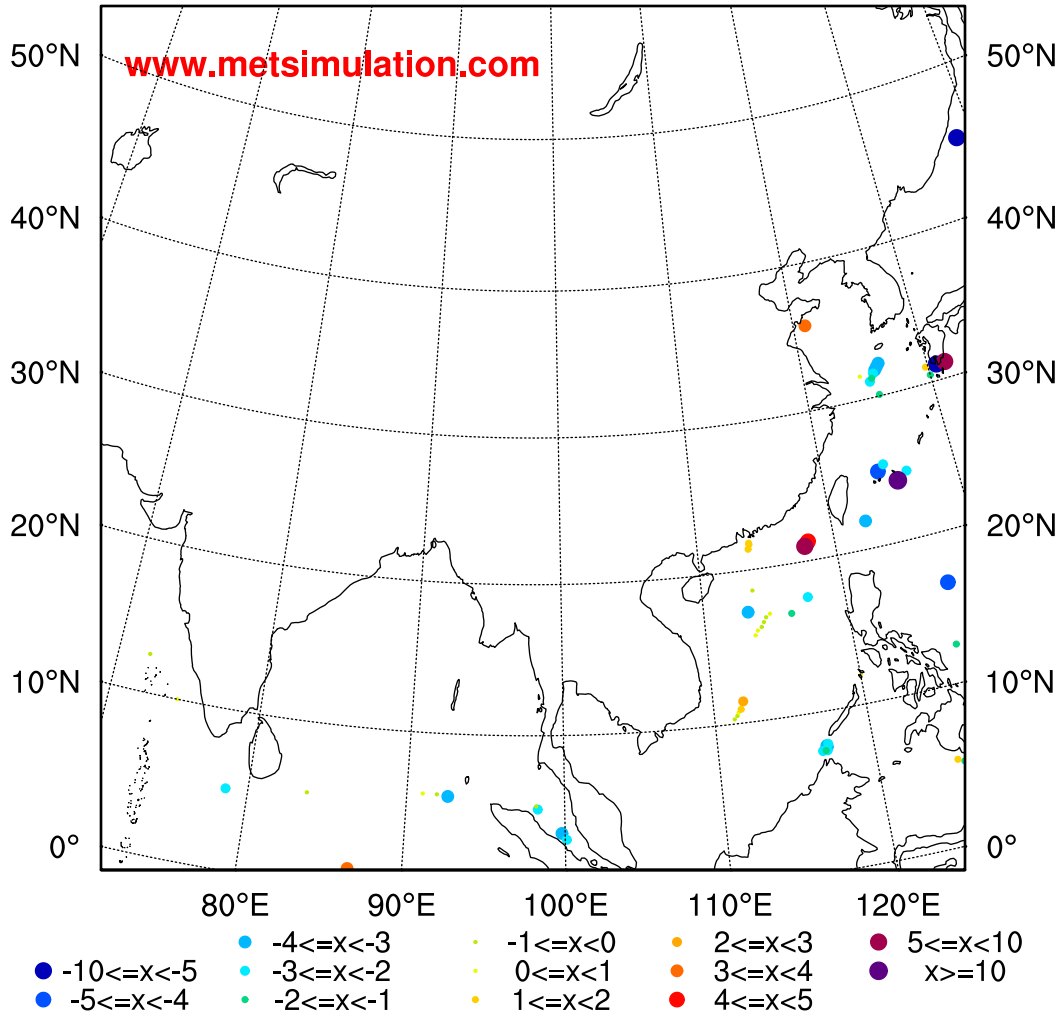 50°N 50°N
www.metsimulation.com
40°N 40°N
30°N 30°N
20°N 20°N
10°N 10°N
0° 0°
80°E 90°E 100°E 110°E 120°E
-4<=x<-3 -1<=x<0 2<=x<3 5<=x<10
-10<=x<-5 -3<=x<-2 0<=x<1 3<=x<4 x>=10
-5<=x<-4 -2<=x<-1 1<=x<2 4<=x<5